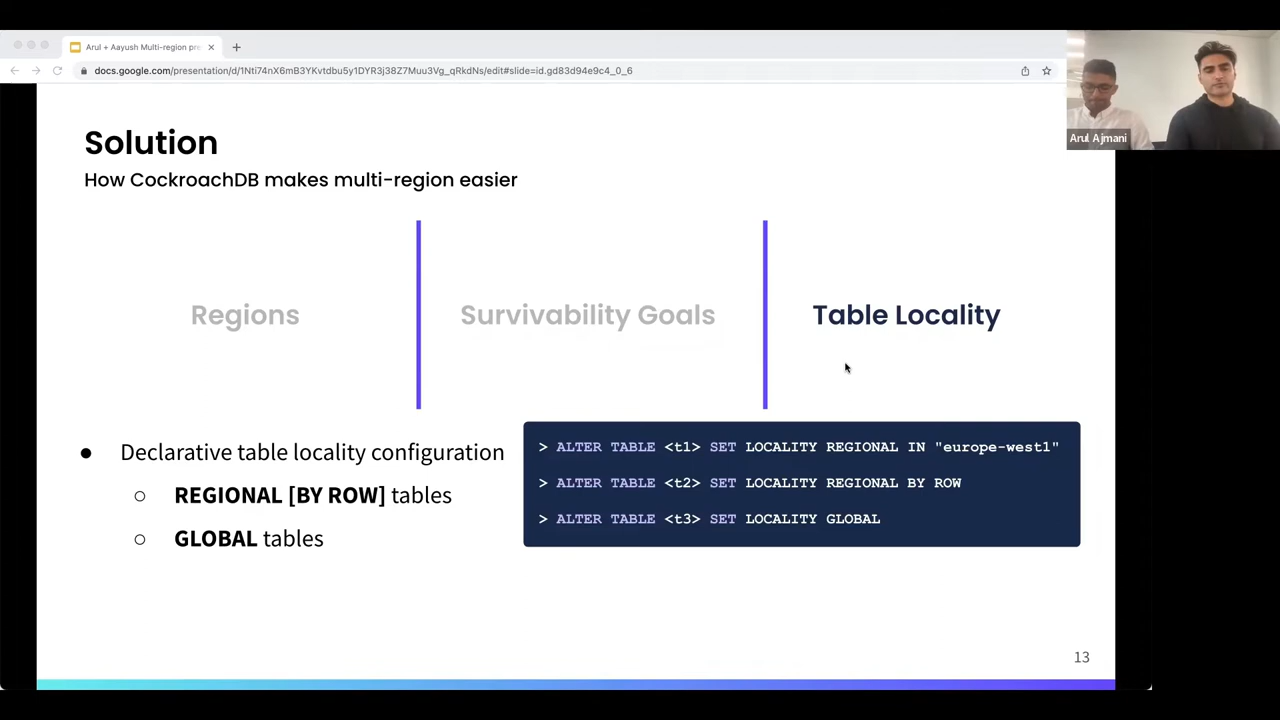 Arul + Aayush Multi-region pre
docs.google.com/presentation/d/1Nti74nX6mB3YKvtdbu5y1DYR3j38Z7Muu3Vg_qRkdNs/edit#slide=id.gd83d94e9c4_0_6
Arul Ajmani
Solution
How CockroachDB makes multi-region easier
Regions
Survivability Goals
Table Locality
● Declarative table locality configuration
○ REGIONAL [BY ROW] tables
○ GLOBAL tables
> ALTER TABLE <t1> SET LOCALITY REGIONAL IN "europe-west1"
> ALTER TABLE <t2> SET LOCALITY REGIONAL BY ROW
> ALTER TABLE <t3> SET LOCALITY GLOBAL
13